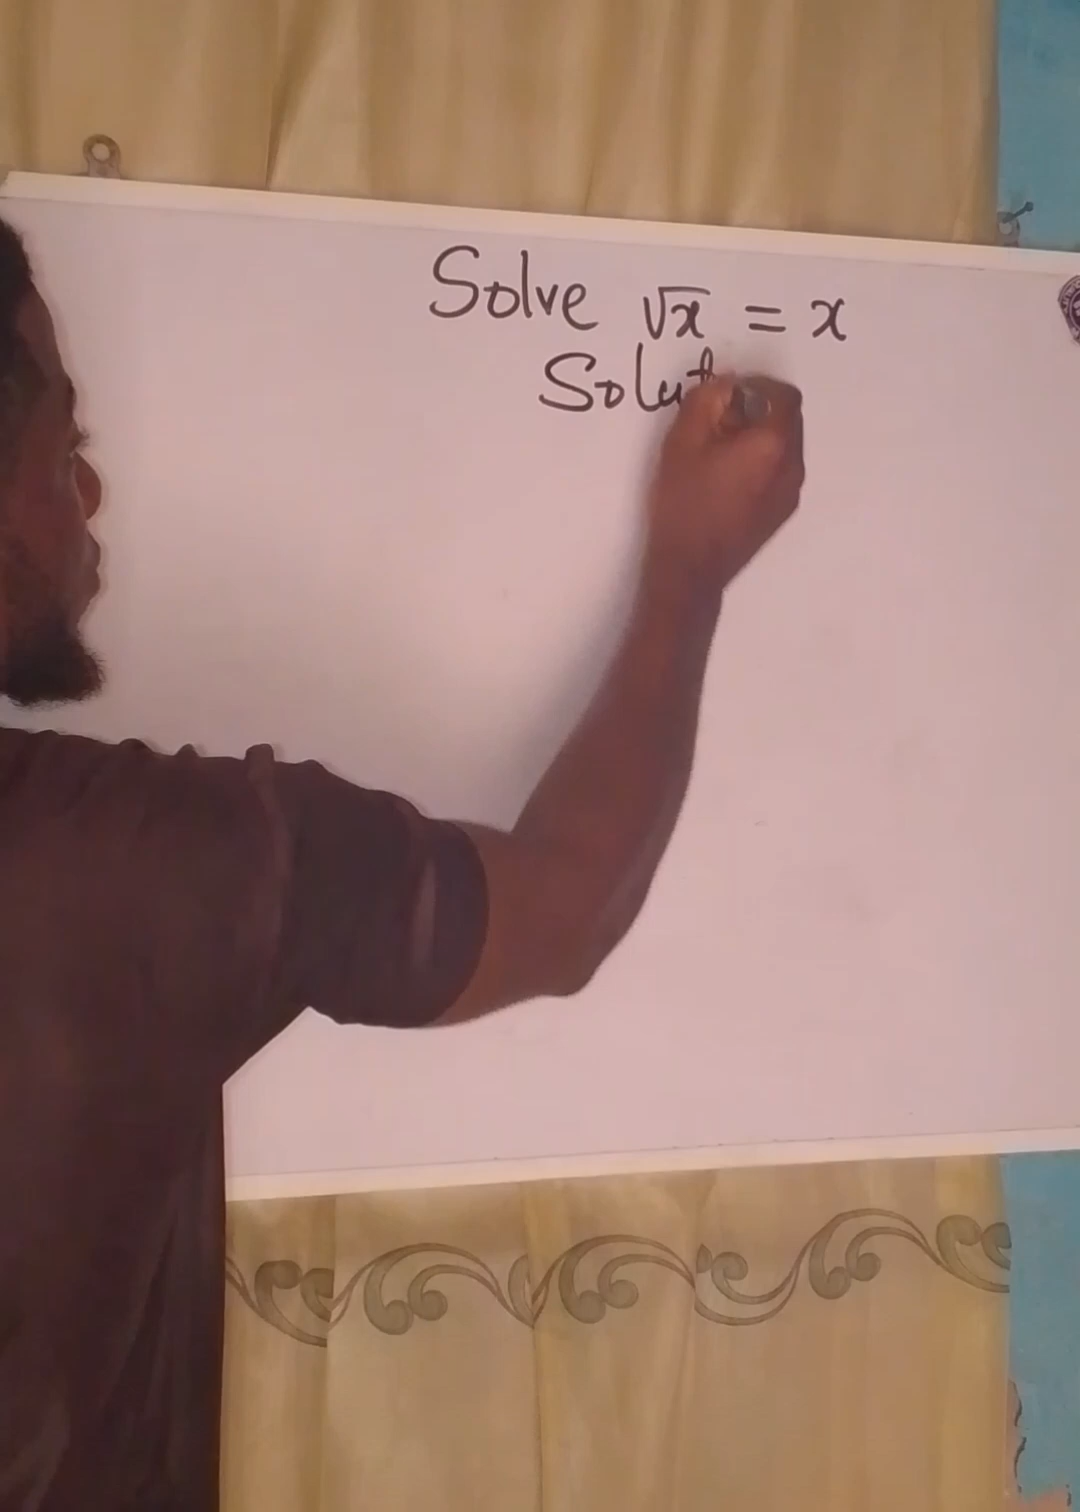 Solve √x = x
Solut